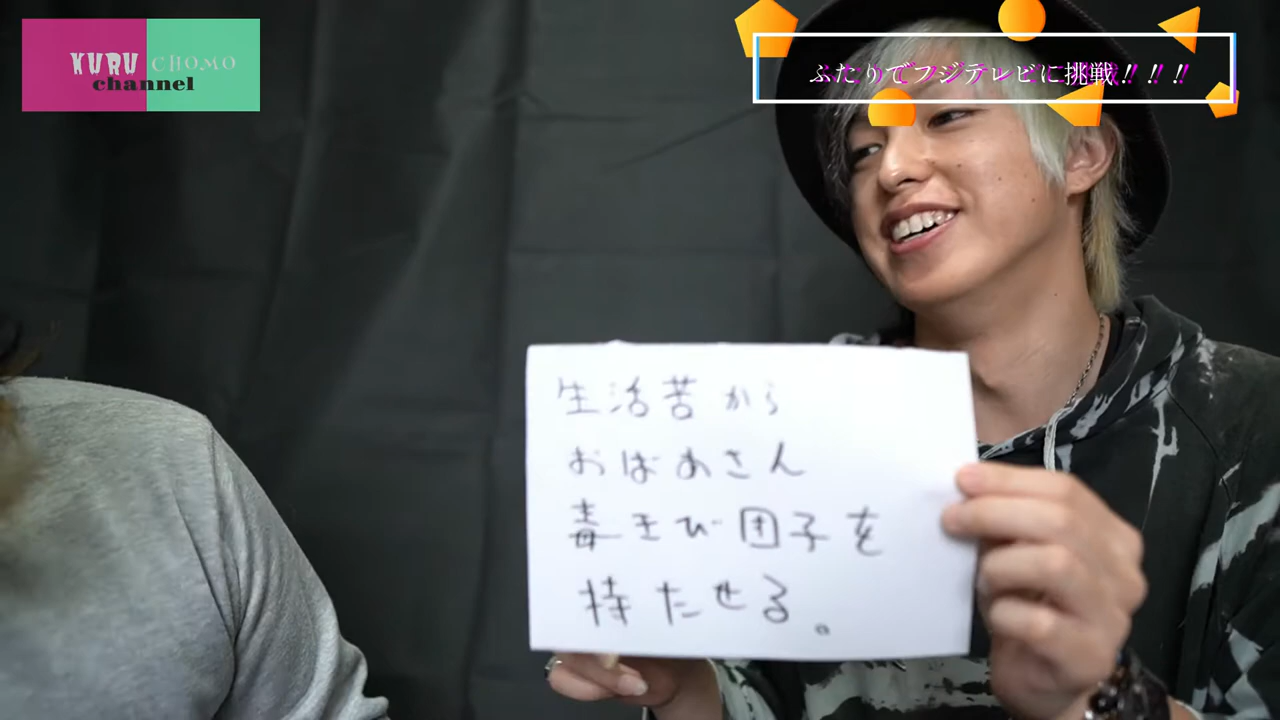 KURU CHOMO
channel
ふたりでフジテレビに挑戦！！！
生活苦から
おばあさん
毒きび団子を
持たせる。